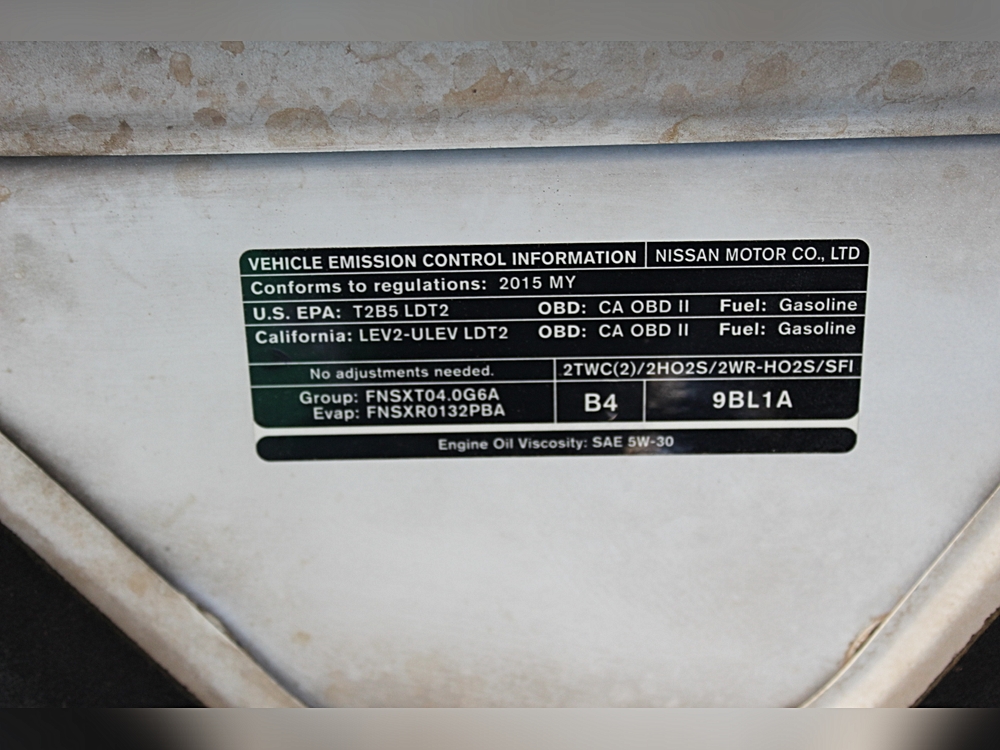 VEHICLE EMISSION CONTROL INFORMATION NISSAN MOTOR CO., LTD
Conforms to regulations: 2015 MY
U.S. EPA: T2B5 LDT2 OBD: CA OBD II Fuel: Gasoline
California: LEV2-ULEV LDT2 OBD: CA OBD II Fuel: Gasoline
No adjustments needed. 2TWC(2)/2HO2S/2WR-HO2S/SFI
Group: FNSXT04.0G6A
Evap: FNSXR0132PBA
B4 9BL1A
Engine Oil Viscosity: SAE 5W-30